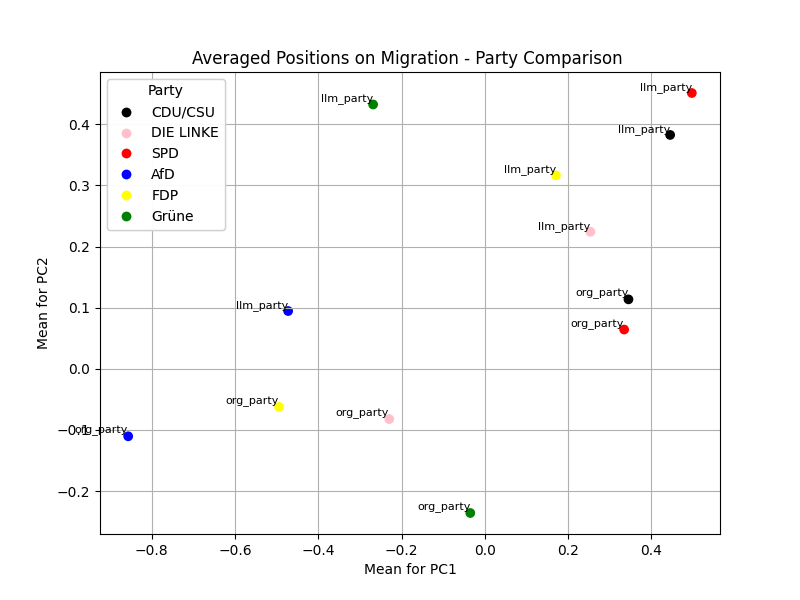 Averaged Positions on Migration - Party Comparison
Party
CDU/CSU
DIE LINKE
SPD
AfD
FDP
Grüne
llm_party
llm_party
llm_party
llm_party
llm_party
org_party
llm_party
org_party
org_party
org_party
org_party
org_party
0.4
0.3
0.2
0.1
0.0
−0.1
−0.2
Mean for PC2
−0.8
−0.6
−0.4
−0.2
0.0
0.2
0.4
Mean for PC1